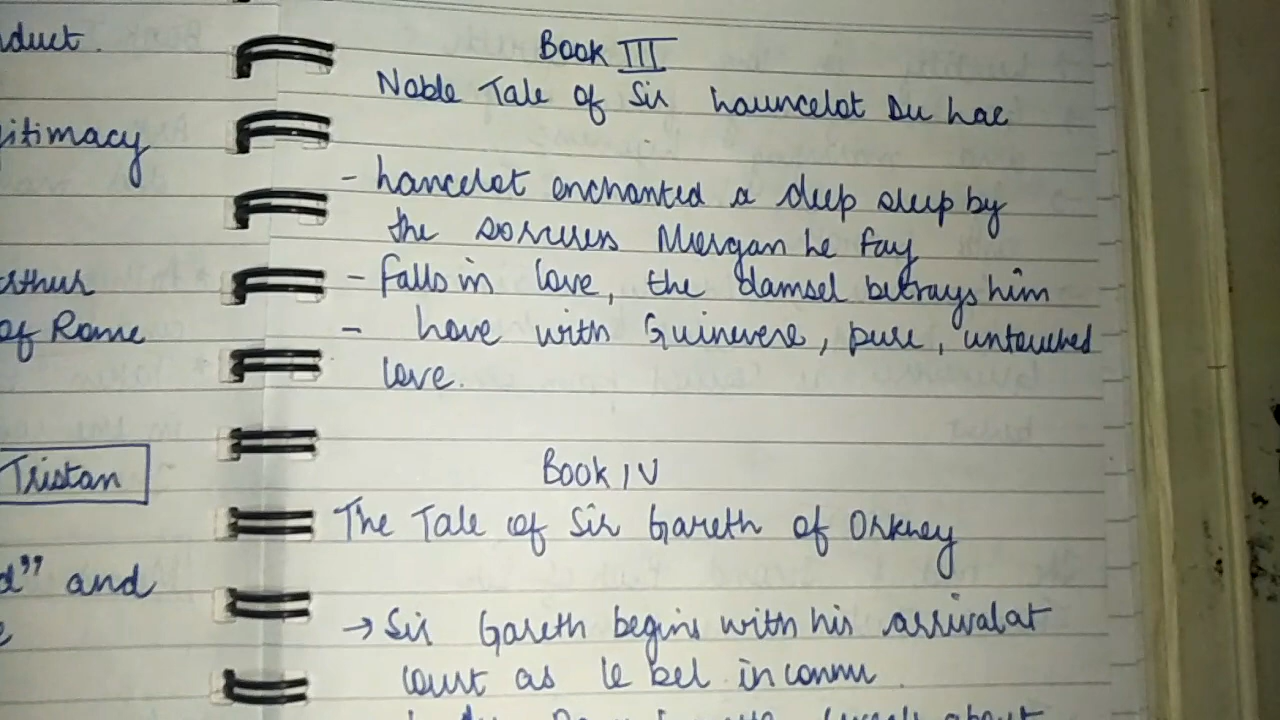 duct.
itimacy
rthur
of Rome
Tristan
d" and
Book III
Noble Tale of Sir Launcelot Du Lac
- Lancelot enchanted a deep sleep by
the sorceress Morgan Le Fay
- Falls in love, the damsel betrays him
- Love with Guinevere, pure, untouched
love.
Book IV
The Tale of Sir Gareth of Orkney
→ Sir Gareth begins with his arrival at
court as le bel inconnu.